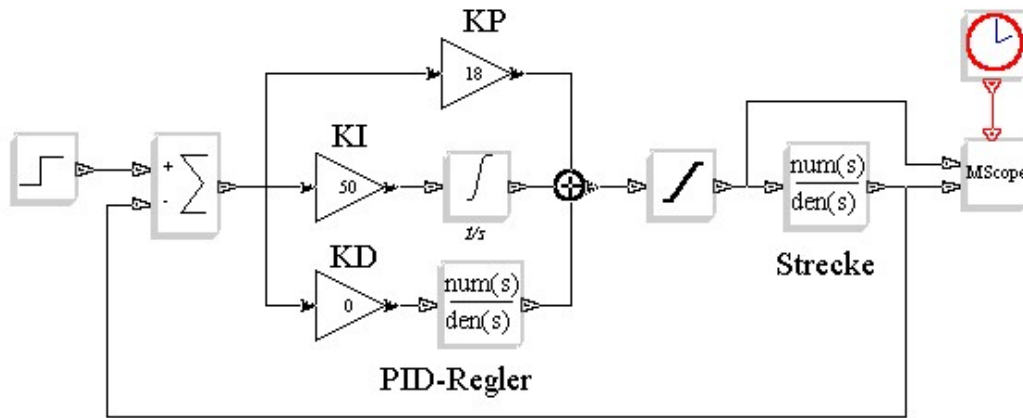 KP
18
+
-
KI
50
1/s
KD
0
num(s)
den(s)
PID-Regler
num(s)
den(s)
Strecke
MScope